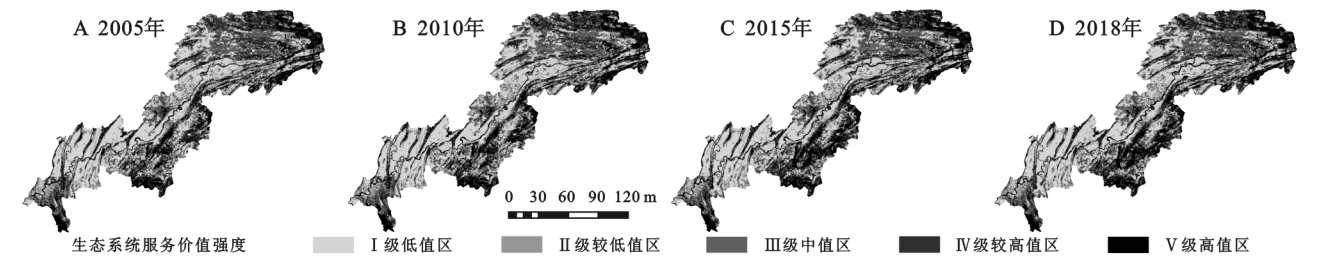 A 2005年
B 2010年
C 2015年
D 2018年
0 30 60 90 120 m
生态系统服务价值强度
Ⅰ级低值区
Ⅱ级较低值区
Ⅲ级中值区
Ⅳ级较高值区
Ⅴ级高值区